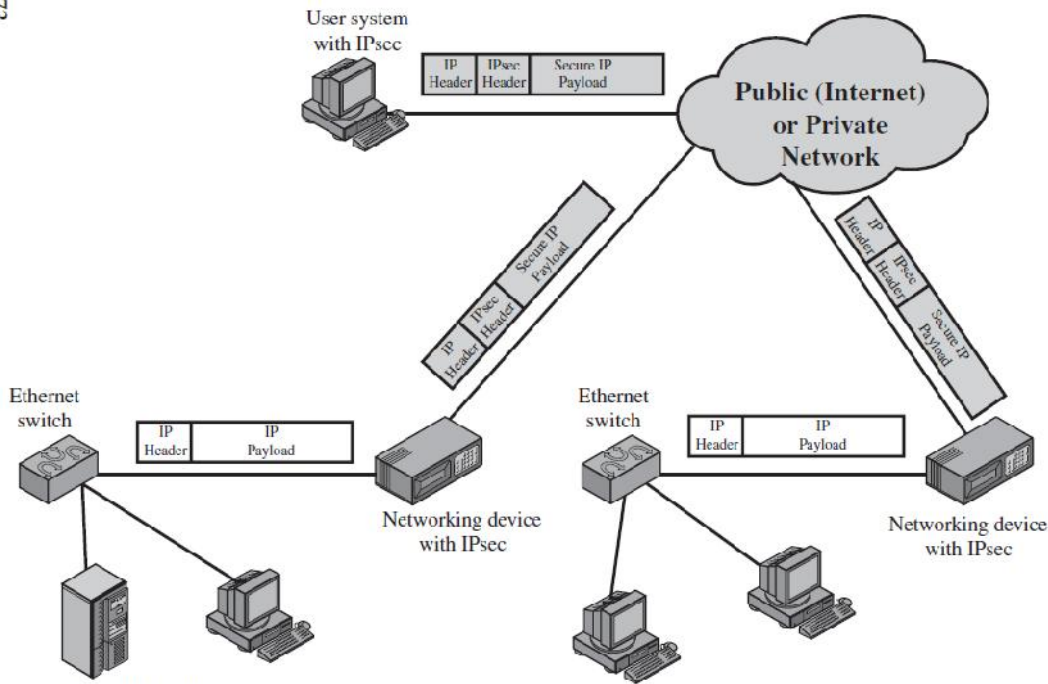 User system
with IPsec
IP
Header
IPsec
Header
Secure IP
Payload
Public (Internet)
or Private
Network
IP
Header
IPsec
Header
Secure IP
Payload
IP
Header
IPsec
Header
Secure IP
Payload
Ethernet
switch
IP
Header
IP
Payload
Networking device
with IPsec
Ethernet
switch
IP
Header
IP
Payload
Networking device
with IPsec